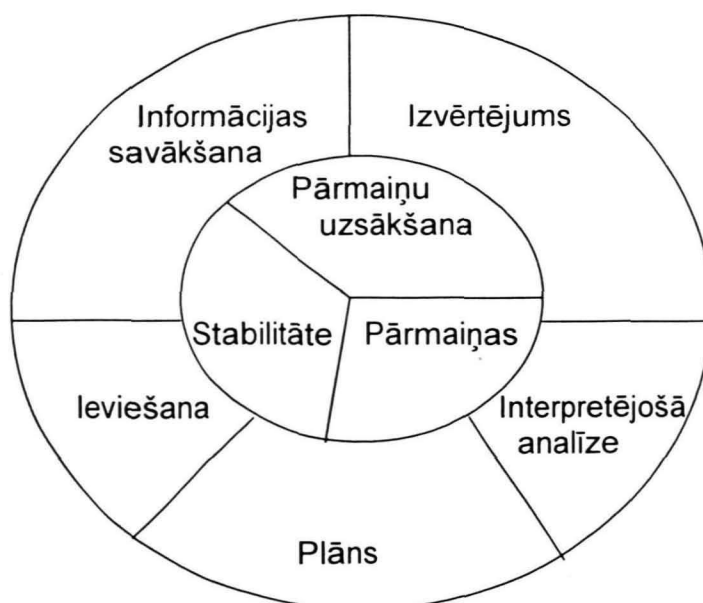 Informācijas
savākšana
Izvērtējums
Pārmaiņu
uzsākšana
Stabilitāte
Pārmaiņas
Ieviešana
Interpretējošā
analīze
Plāns